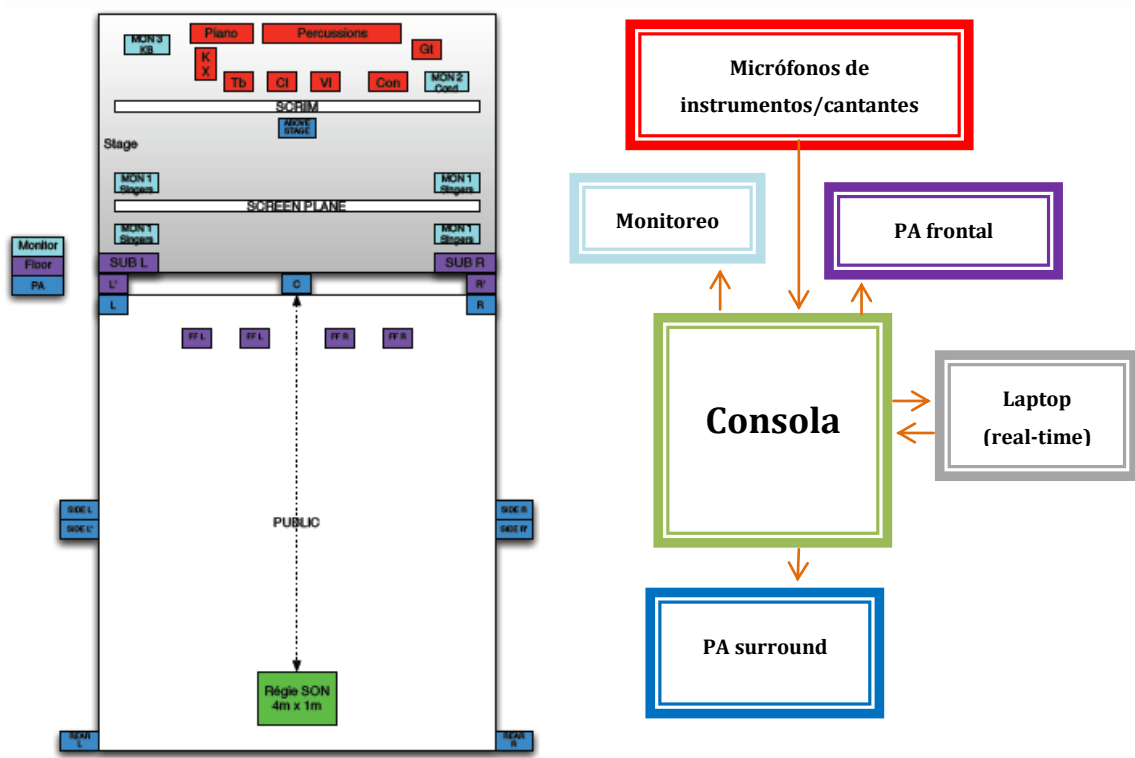 MON 3
KB
Piano
Percussions
Gt
K
X
Tb
Cl
Vl
Con
MON 2
Cond
SCRIM
ABOVE
STAGE
Stage
MON 1
Singers
MON 1
Singers
SCREEN PLANE
MON 1
Singers
MON 1
Singers
Monitor
Floor
PA
SUB L
SUB R
L'
C
R'
L
R
FF L
FF L
FF R
FF R
SIDE L
SIDE L'
PUBLIC
SIDE R
SIDE R'
Régie SON
4m x 1m
REAR
L
REAR
R
Micrófonos de
instrumentos/cantantes
Monitoreo
PA frontal
Consola
Laptop
(real-time)
PA surround